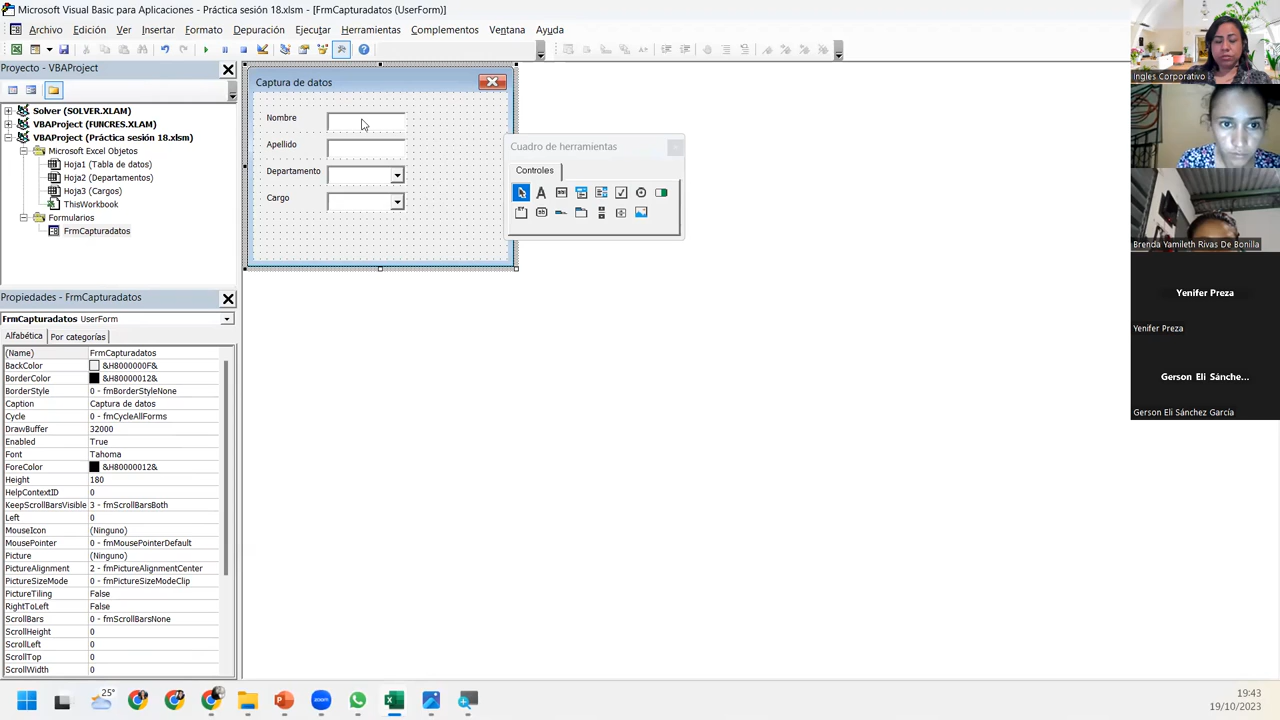 Microsoft Visual Basic para Aplicaciones - Práctica sesión 18.xlsm - [FrmCapturadatos (UserForm)]
Archivo Edición Ver Insertar Formato Depuración Ejecutar Herramientas Complementos Ventana Ayuda
Proyecto - VBAProject
Solver (SOLVER.XLAM)
VBAProject (FUNCRES.XLAM)
VBAProject (Práctica sesión 18.xlsm)
Microsoft Excel Objetos
Hoja1 (Tabla de datos)
Hoja2 (Departamentos)
Hoja3 (Cargos)
ThisWorkbook
Formularios
FrmCapturadatos
Propiedades - FrmCapturadatos
FrmCapturadatos UserForm
Alfabética Por categorías
(Name) FrmCapturadatos
BackColor &H8000000F&
BorderColor &H80000012&
BorderStyle 0 - fmBorderStyleNone
Caption Captura de datos
Cycle 0 - fmCycleAllForms
DrawBuffer 32000
Enabled True
Font Tahoma
ForeColor &H80000012&
Height 180
HelpContextID 0
KeepScrollBarsVisible 3 - fmScrollBarsBoth
Left 0
MouseIcon (Ninguno)
MousePointer 0 - fmMousePointerDefault
Picture (Ninguno)
PictureAlignment 2 - fmPictureAlignmentCenter
PictureSizeMode 0 - fmPictureSizeModeClip
PictureTiling False
RightToLeft False
ScrollBars 0 - fmScrollBarsNone
ScrollHeight 0
ScrollLeft 0
ScrollTop 0
ScrollWidth 0
Captura de datos
Nombre
Apellido
Departamento
Cargo
Cuadro de herramientas
Controles
Ingles Corporativo
Brenda Yamileth Rivas De Bonilla
Yenifer Preza
Yenifer Preza
Gerson Eli Sánche...
Gerson Eli Sánchez García
25°
zoom
19:43
19/10/2023